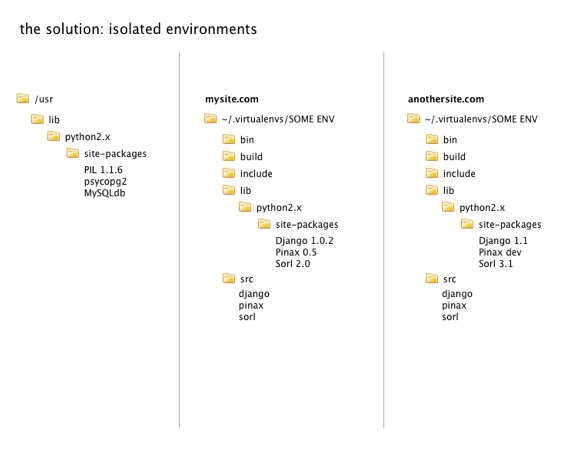 the solution: isolated environments
/usr
lib
python2.x
site-packages
PIL 1.1.6
psycopg2
MySQLdb
mysite.com
~/.virtualenvs/SOME ENV
bin
build
include
lib
python2.x
site-packages
Django 1.0.2
Pinax 0.5
Sorl 2.0
src
django
pinax
sorl
anothersite.com
~/.virtualenvs/SOME ENV
bin
build
include
lib
python2.x
site-packages
Django 1.1
Pinax dev
Sorl 3.1
src
django
pinax
sorl